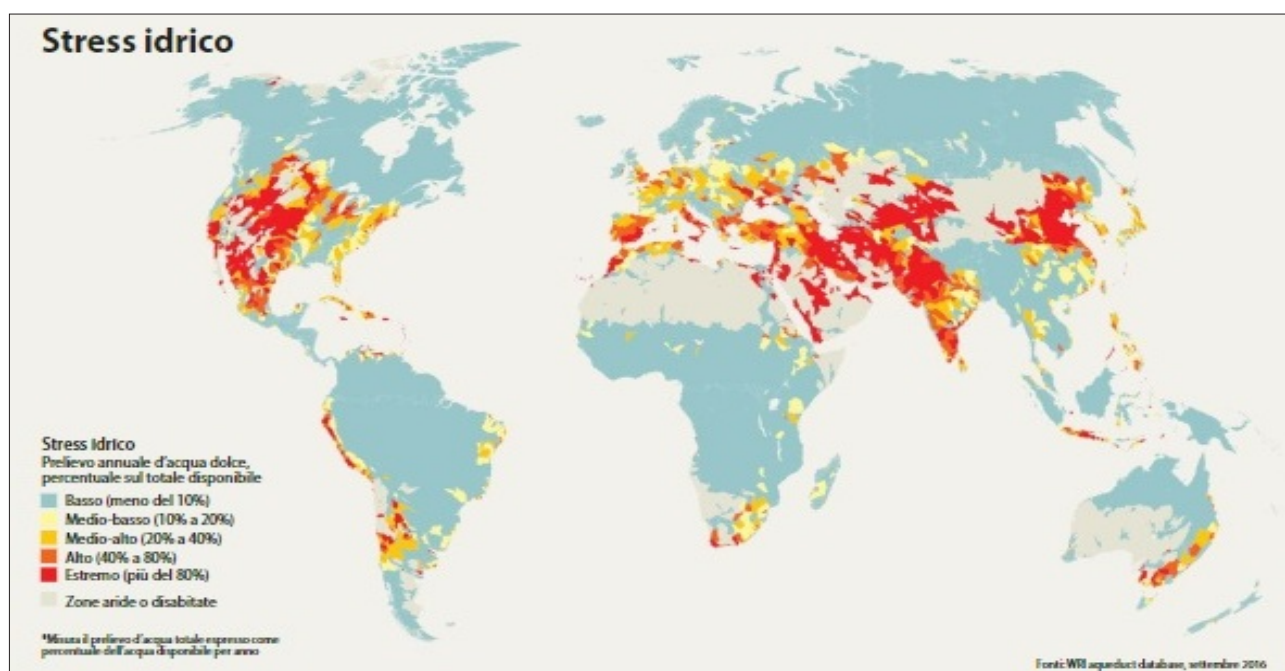 Stress idrico
Stress idrico
Prelievo annuale d'acqua dolce,
percentuale sul totale disponibile
Basso (meno del 10%)
Medio-basso (10% a 20%)
Medio-alto (20% a 40%)
Alto (40% a 80%)
Estremo (più del 80%)
Zone aride o disabitate
*Misura il prelievo d'acqua totale espresso come
percentuale dell'acqua disponibile per anno
Fonti: WRI aqueduct database, settembre 2016